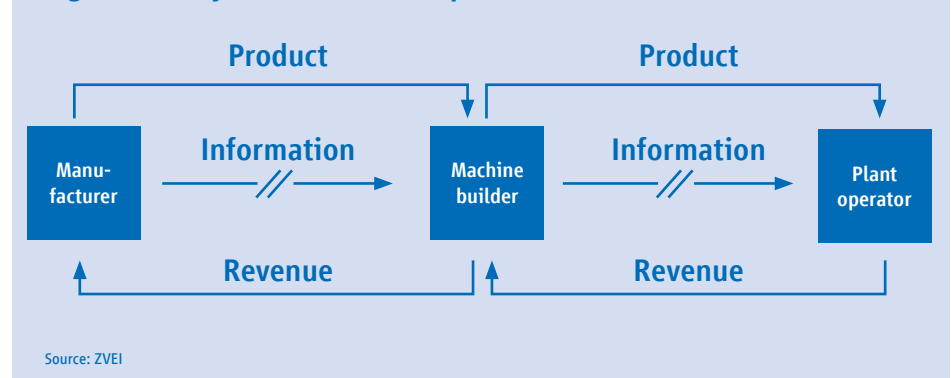 Product
Product
Manu-
facturer
Information
Machine
builder
Information
Plant
operator
Revenue
Revenue
Source: ZVEI